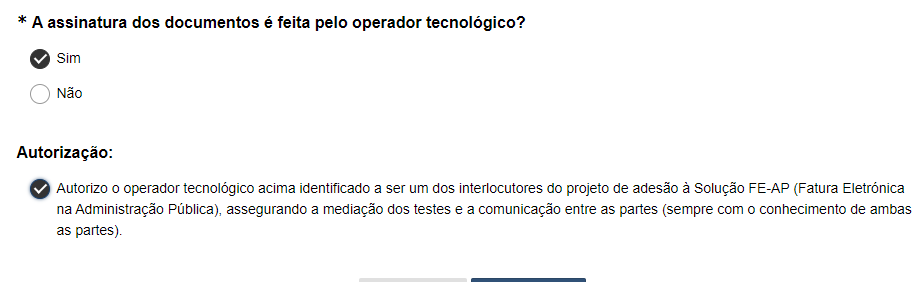 * A assinatura dos documentos é feita pelo operador tecnológico?
Sim
Não
Autorização:
Autorizo o operador tecnológico acima identificado a ser um dos interlocutores do projeto de adesão à Solução FE-AP (Fatura Eletrónica
na Administração Pública), assegurando a mediação dos testes e a comunicação entre as partes (sempre com o conhecimento de ambas
as partes).